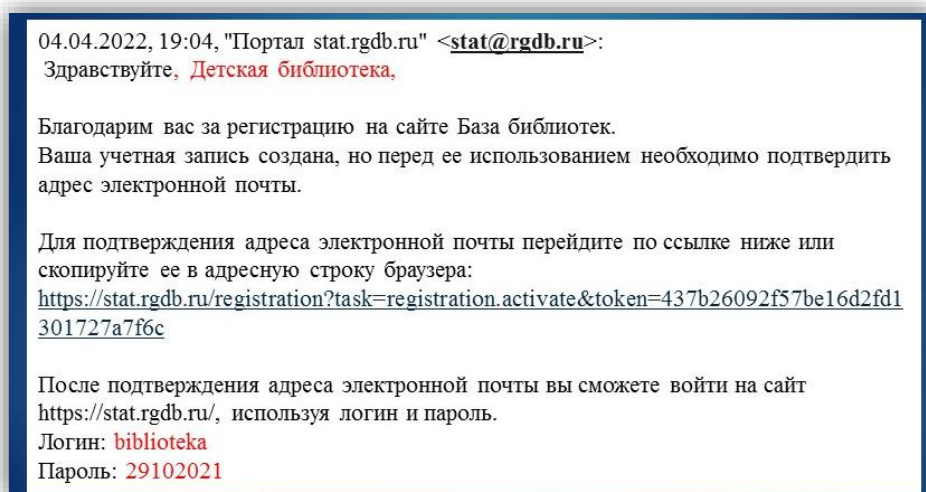 04.04.2022, 19:04, "Портал stat.rgdb.ru" <stat@rgdb.ru>:
Здравствуйте, Детская библиотека,
Благодарим вас за регистрацию на сайте База библиотек.
Ваша учетная запись создана, но перед ее использованием необходимо подтвердить
адрес электронной почты.
Для подтверждения адреса электронной почты перейдите по ссылке ниже или
скопируйте ее в адресную строку браузера:
https://stat.rgdb.ru/registration?task=registration.activate&token=437b26092f57be16d2fd1
301727a7f6c
После подтверждения адреса электронной почты вы сможете войти на сайт
https://stat.rgdb.ru/, используя логин и пароль.
Логин: biblioteka
Пароль: 29102021